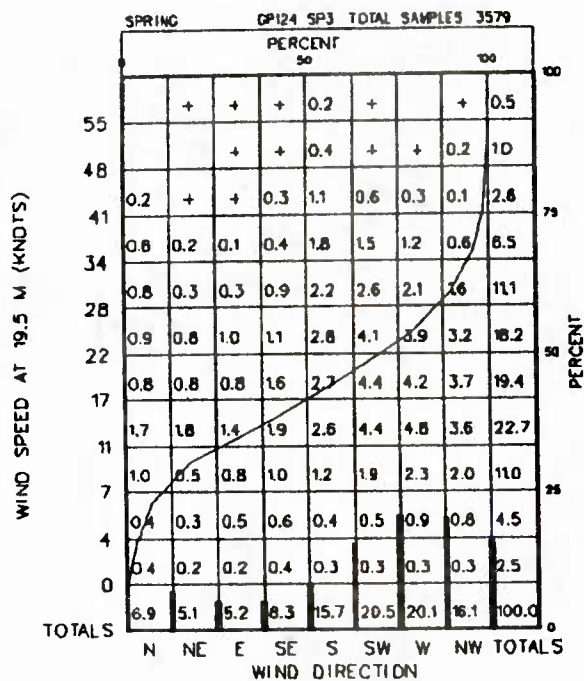 SPRING GP124 SP3 TOTAL SAMPLES 3579
PERCENT
50 100
100
+ + + 0.2 + + 0.5
55
+ + 0.4 + + 0.2 1.0
48
0.2 + + 0.3 1.1 0.6 0.3 0.1 2.6
41 75
0.6 0.2 0.1 0.4 1.8 1.5 1.2 0.6 6.5
34
0.8 0.3 0.3 0.9 2.2 2.6 2.1 1.6 11.1
28
0.9 0.8 1.0 1.1 2.8 4.1 3.9 3.2 18.2
22 50
0.8 0.8 0.8 1.6 2.7 4.4 4.2 3.7 19.4
17
1.7 1.8 1.4 1.9 2.6 4.4 4.8 3.6 22.7
11
1.0 0.5 0.8 1.0 1.2 1.9 2.3 2.0 11.0
7 25
0.4 0.3 0.5 0.6 0.4 0.5 0.9 0.8 4.5
4
0.4 0.2 0.2 0.4 0.3 0.3 0.3 0.3 2.5
0
6.9 5.1 5.2 8.3 15.7 20.5 20.1 16.1 100.0
TOTALS 0
N NE E SE S SW W NW TOTALS
WIND DIRECTION
WIND SPEED AT 19.5 M (KNOTS)
PERCENT